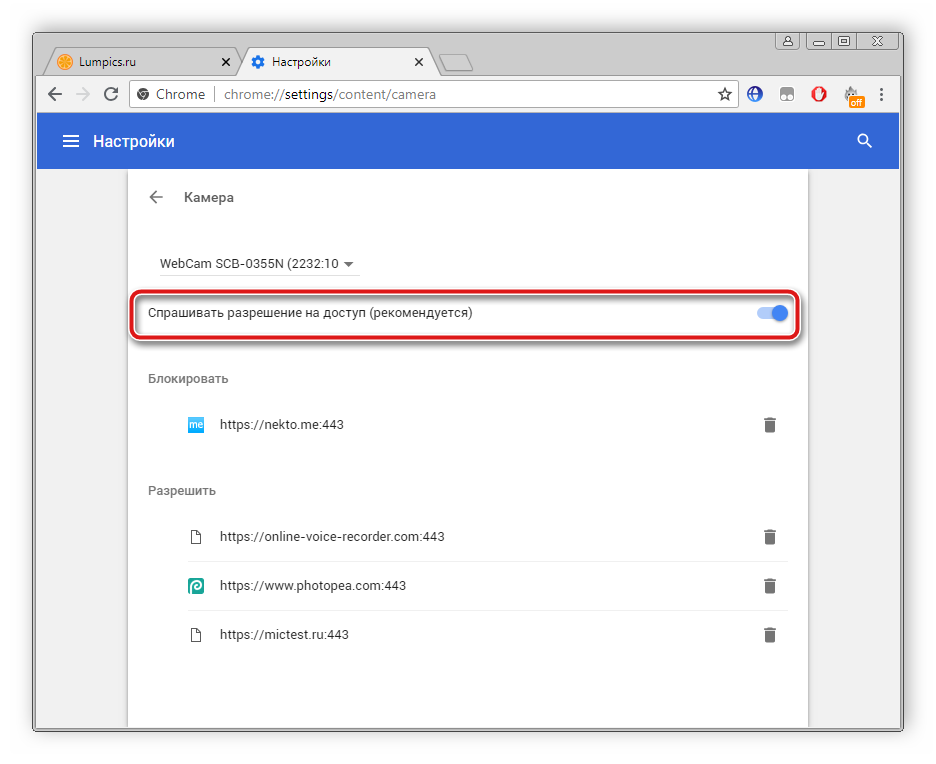 Lumpics.ru
Настройки
Chrome
chrome://settings/content/camera
off
Настройки
Камера
WebCam SCB-0355N (2232:10
Спрашивать разрешение на доступ (рекомендуется)
Блокировать
me
https://nekto.me:443
Разрешить
https://online-voice-recorder.com:443
https://www.photopea.com:443
https://mictest.ru:443